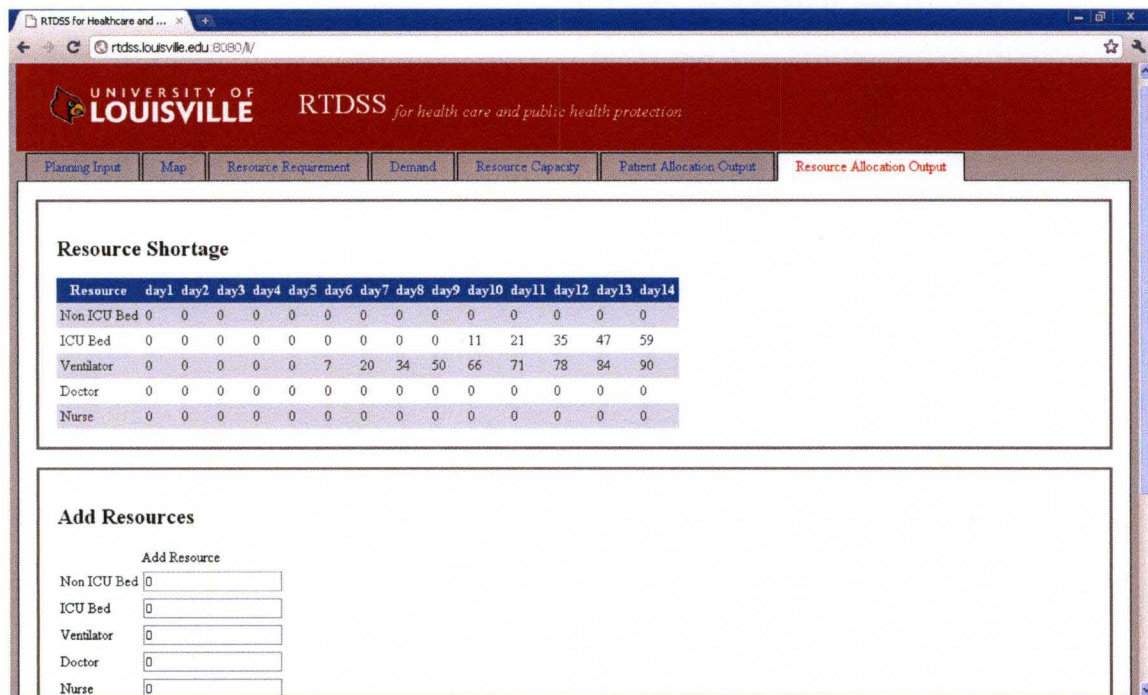 RTDSS for Healthcare and ... ×
rtdss.louisville.edu:8080/l/
UNIVERSITY OF
LOUISVILLE
RTDSS for health care and public health protection
Planning Input Map Resource Requirement Demand Resource Capacity Patient Allocation Output Resource Allocation Output
Resource Shortage
Resource day1 day2 day3 day4 day5 day6 day7 day8 day9 day10 day11 day12 day13 day14
Non ICU Bed 0 0 0 0 0 0 0 0 0 0 0 0 0 0
ICU Bed 0 0 0 0 0 0 0 0 0 11 21 35 47 59
Ventilator 0 0 0 0 0 7 20 34 50 66 71 78 84 90
Doctor 0 0 0 0 0 0 0 0 0 0 0 0 0 0
Nurse 0 0 0 0 0 0 0 0 0 0 0 0 0 0
Add Resources
Add Resource
Non ICU Bed 0
ICU Bed 0
Ventilator 0
Doctor 0
Nurse 0